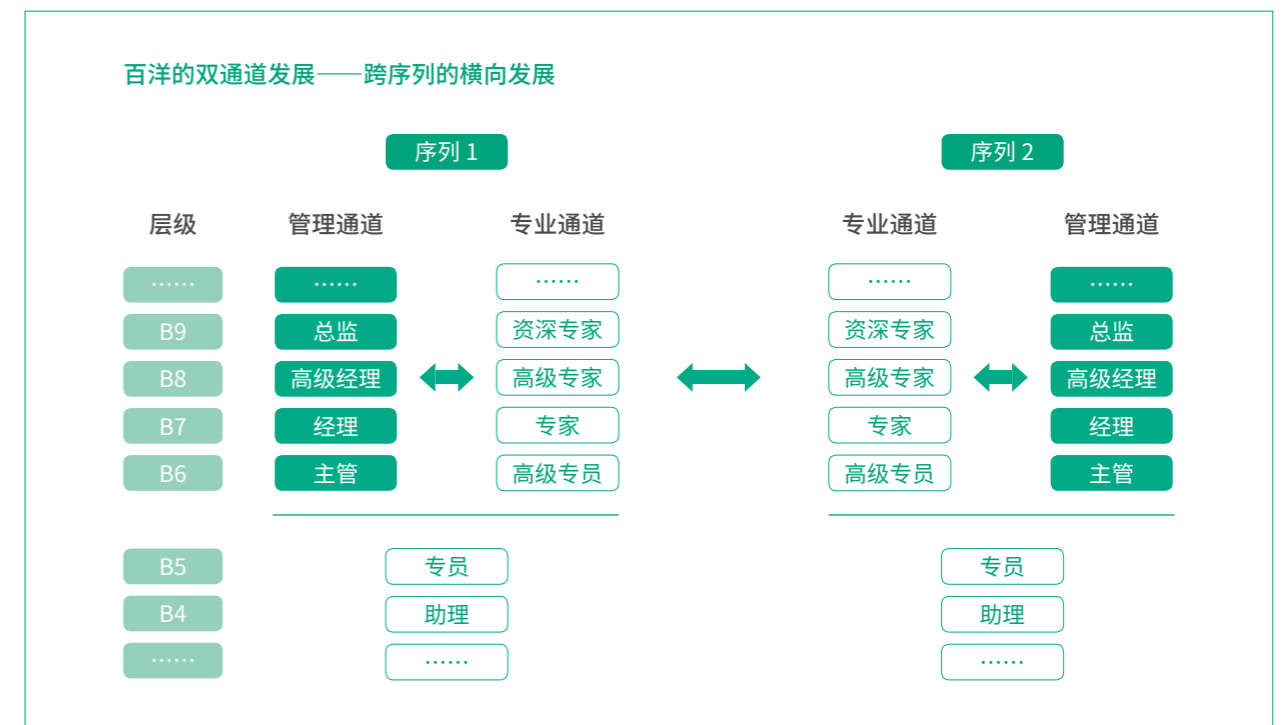 百洋的双通道发展——跨序列的横向发展
序列 1 序列 2
层级 管理通道 专业通道 专业通道 管理通道
…… …… …… …… ……
B9 总监 资深专家 资深专家 总监
B8 高级经理 高级专家 高级专家 高级经理
B7 经理 专家 专家 经理
B6 主管 高级专员 高级专员 主管
B5 专员 专员
B4 助理 助理
…… …… ……